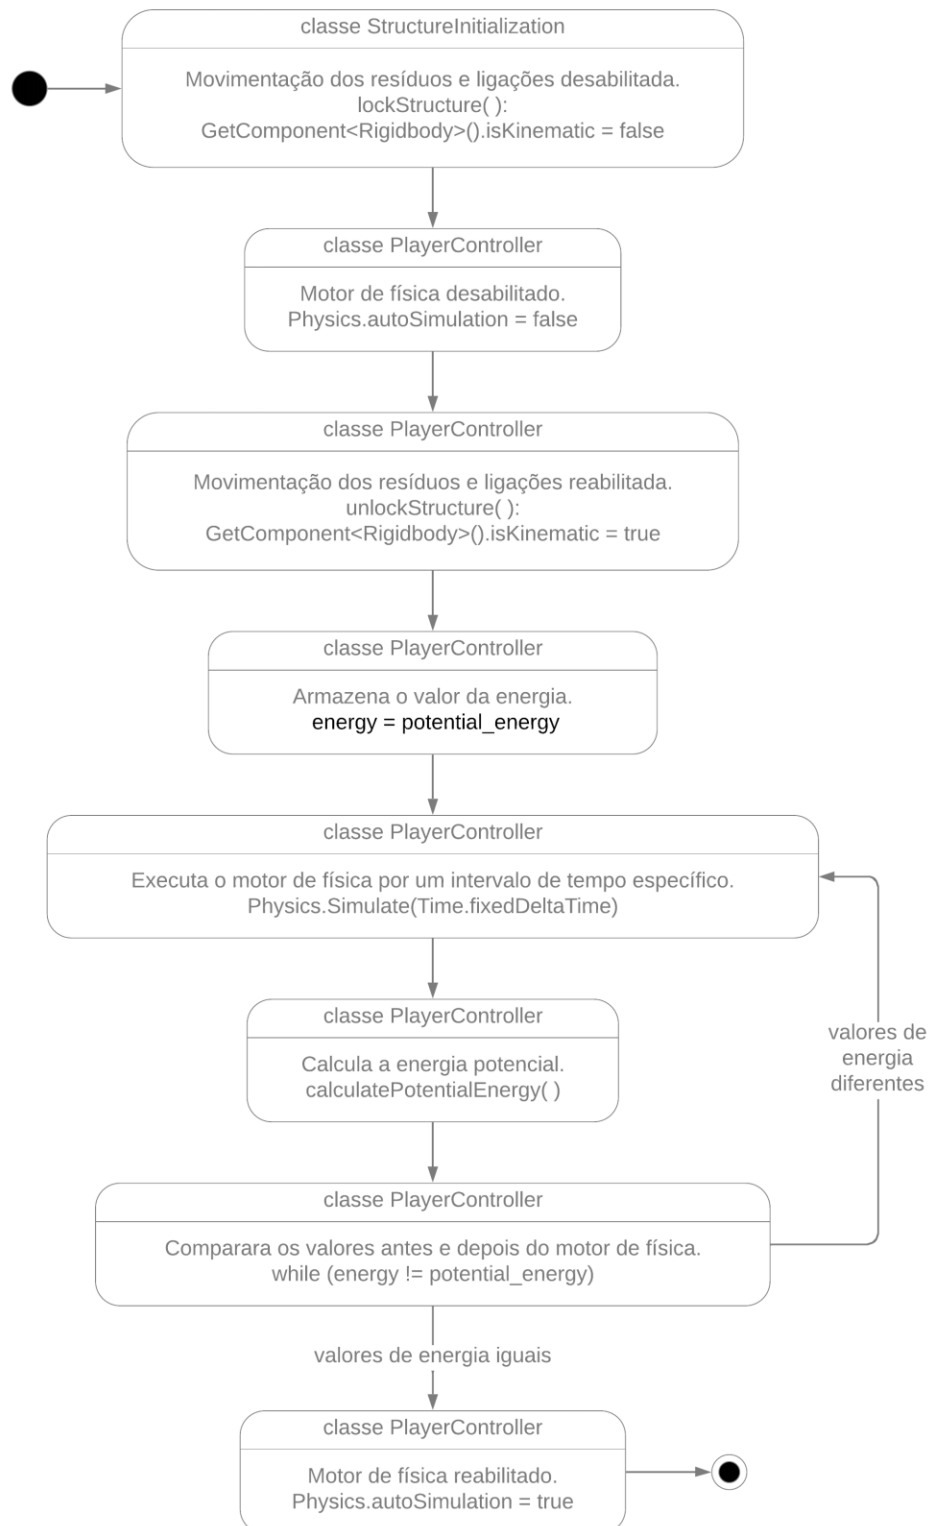 classe StructureInitialization
Movimentação dos resíduos e ligações desabilitada.
lockStructure( ):
GetComponent<Rigidbody>().isKinematic = false
classe PlayerController
Motor de física desabilitado.
Physics.autoSimulation = false
classe PlayerController
Movimentação dos resíduos e ligações reabilitada.
unlockStructure( ):
GetComponent<Rigidbody>().isKinematic = true
classe PlayerController
Armazena o valor da energia.
energy = potential_energy
classe PlayerController
Executa o motor de física por um intervalo de tempo específico.
Physics.Simulate(Time.fixedDeltaTime)
classe PlayerController
Calcula a energia potencial.
calculatePotentialEnergy( )
valores de
energia
diferentes
classe PlayerController
Comparara os valores antes e depois do motor de física.
while (energy != potential_energy)
valores de energia iguais
classe PlayerController
Motor de física reabilitado.
Physics.autoSimulation = true